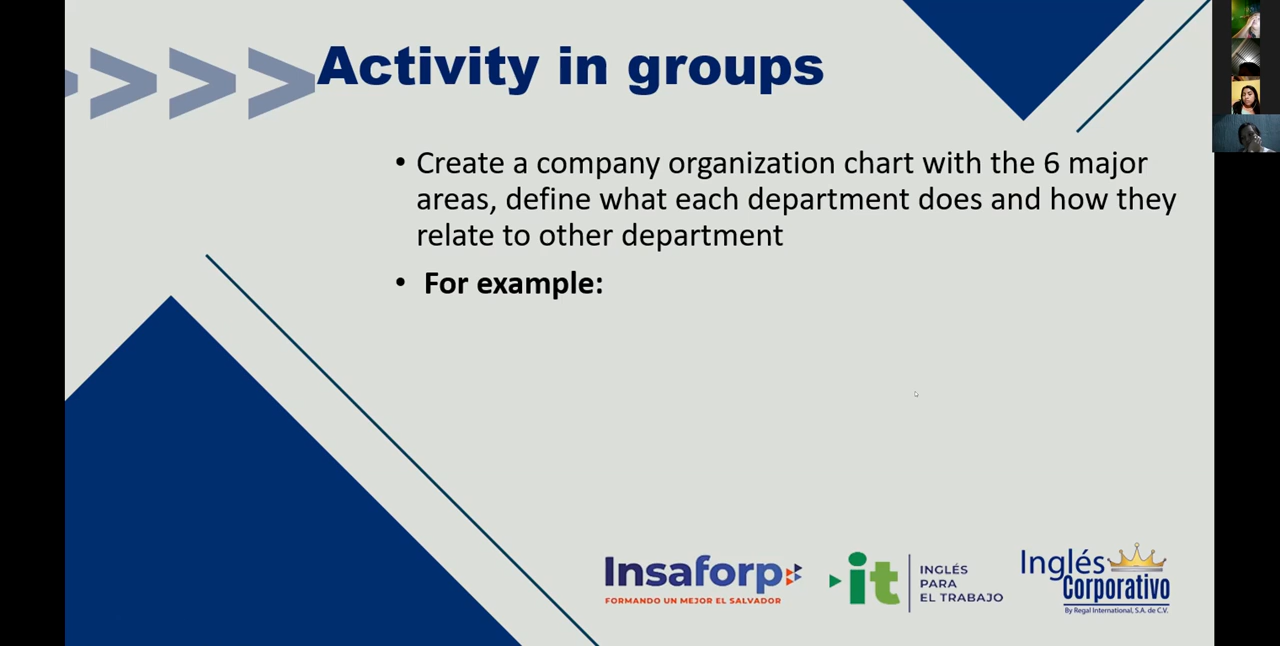 Activity in groups
• Create a company organization chart with the 6 major
areas, define what each department does and how they
relate to other department
• For example:
Insaforp
FORMANDO UN MEJOR EL SALVADOR
it
INGLÉS
PARA
EL TRABAJO
Inglés
Corporativo
By Regal International, S.A. de C.V.